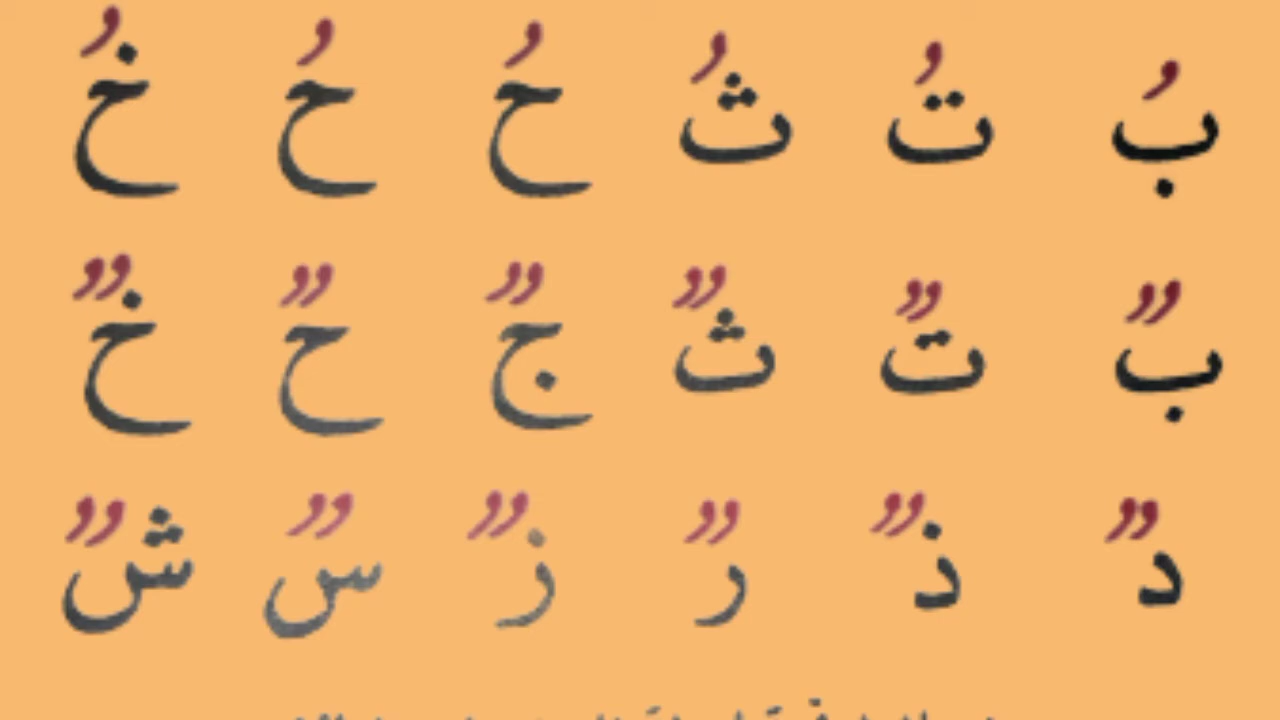 بُ تُ ثُ حُ حُ خُ
بٌ تٌ ثٌ جٌ حٌ خٌ
دٌ ذٌ رٌ زٌ سٌ شٌ